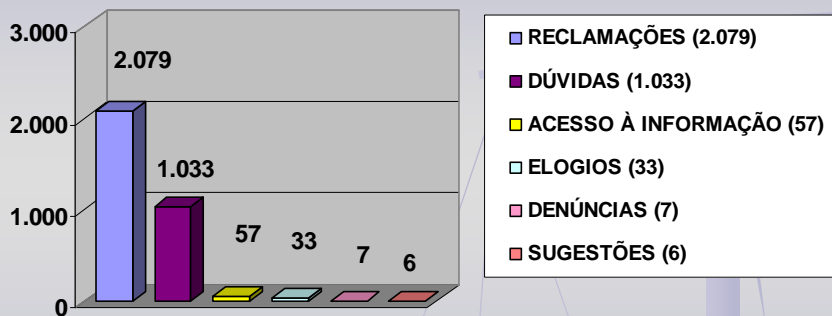 3.000
2.000
1.000
0
2.079
1.033
57
33
7
6
RECLAMAÇÕES (2.079)
DÚVIDAS (1.033)
ACESSO À INFORMAÇÃO (57)
ELOGIOS (33)
DENÚNCIAS (7)
SUGESTÕES (6)